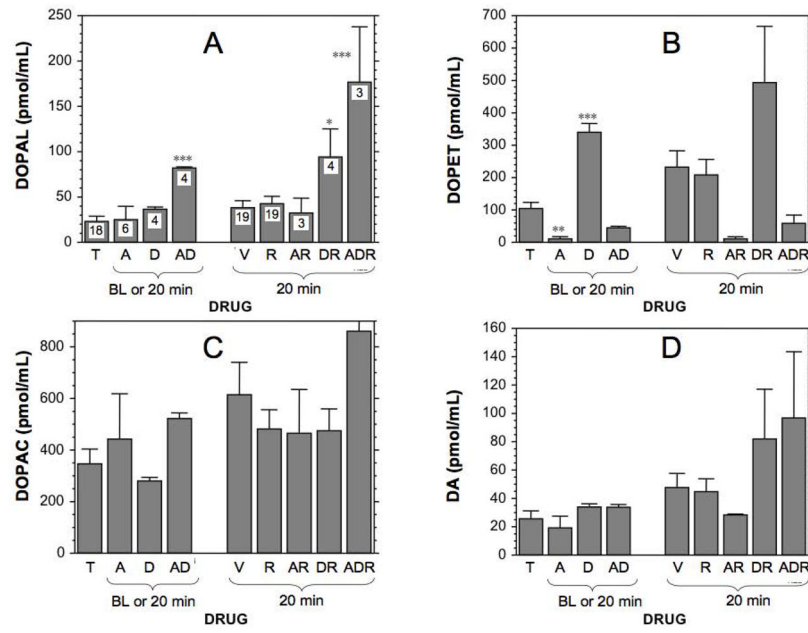 A
DOPAL (pmol/mL)
250
200
150
100
50
0
18
6
4
4
19
19
3
4
3
***
*
***
T A D AD V R AR DR ADR
BL or 20 min 20 min
DRUG
B
DOPET (pmol/mL)
700
600
500
400
300
200
100
0
**
***
T A D AD V R AR DR ADR
BL or 20 min 20 min
DRUG
C
DOPAC (pmol/mL)
800
600
400
200
0
T A D AD V R AR DR ADR
BL or 20 min 20 min
DRUG
D
DA (pmol/mL)
160
140
120
100
80
60
40
20
0
T A D AD V R AR DR ADR
BL or 20 min 20 min
DRUG